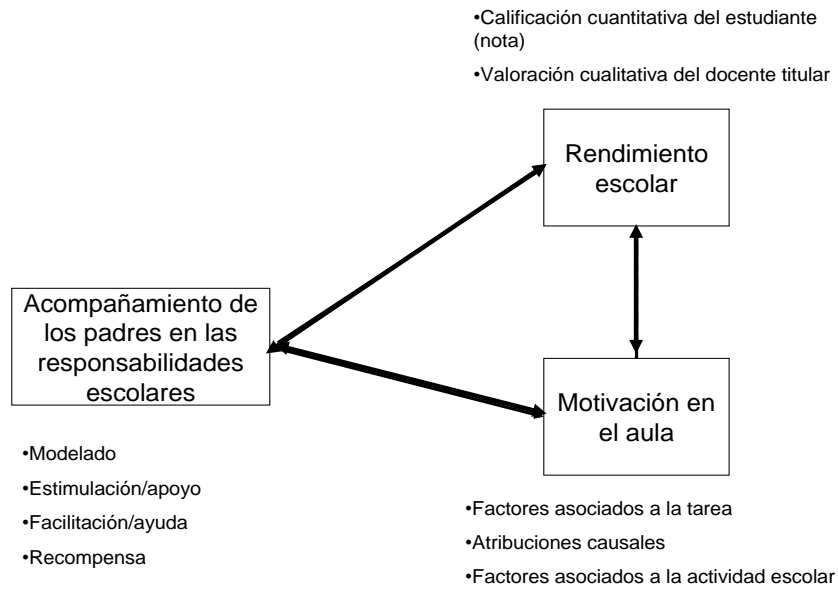 •Calificación cuantitativa del estudiante
(nota)
•Valoración cualitativa del docente titular
Rendimiento
escolar
Acompañamiento de
los padres en las
responsabilidades
escolares
Motivación en
el aula
•Modelado
•Estimulación/apoyo
•Facilitación/ayuda
•Recompensa
•Factores asociados a la tarea
•Atribuciones causales
•Factores asociados a la actividad escolar